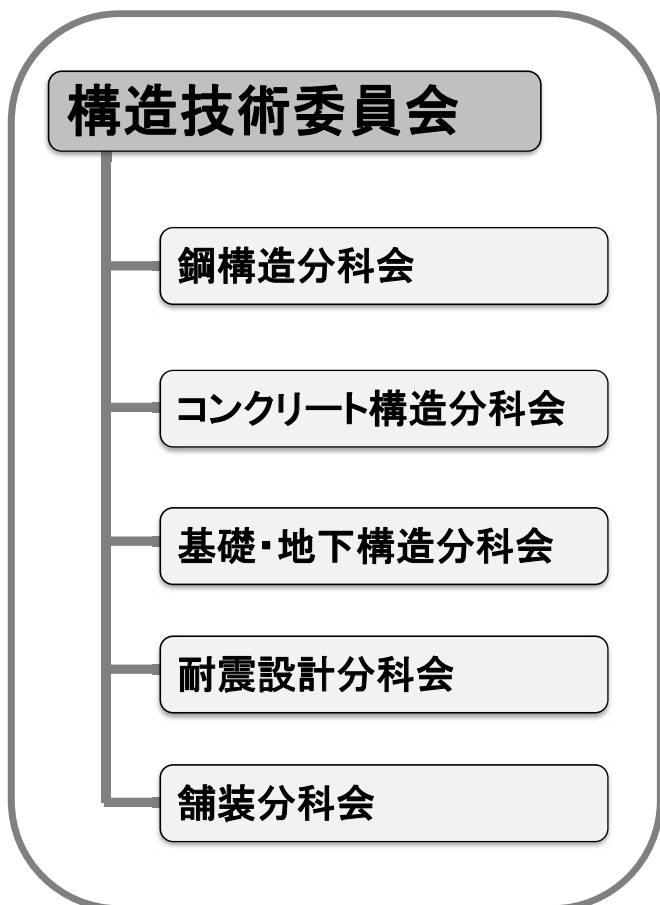 構造技術委員会
鋼構造分科会
コンクリート構造分科会
基礎・地下構造分科会
耐震設計分科会
舗装分科会